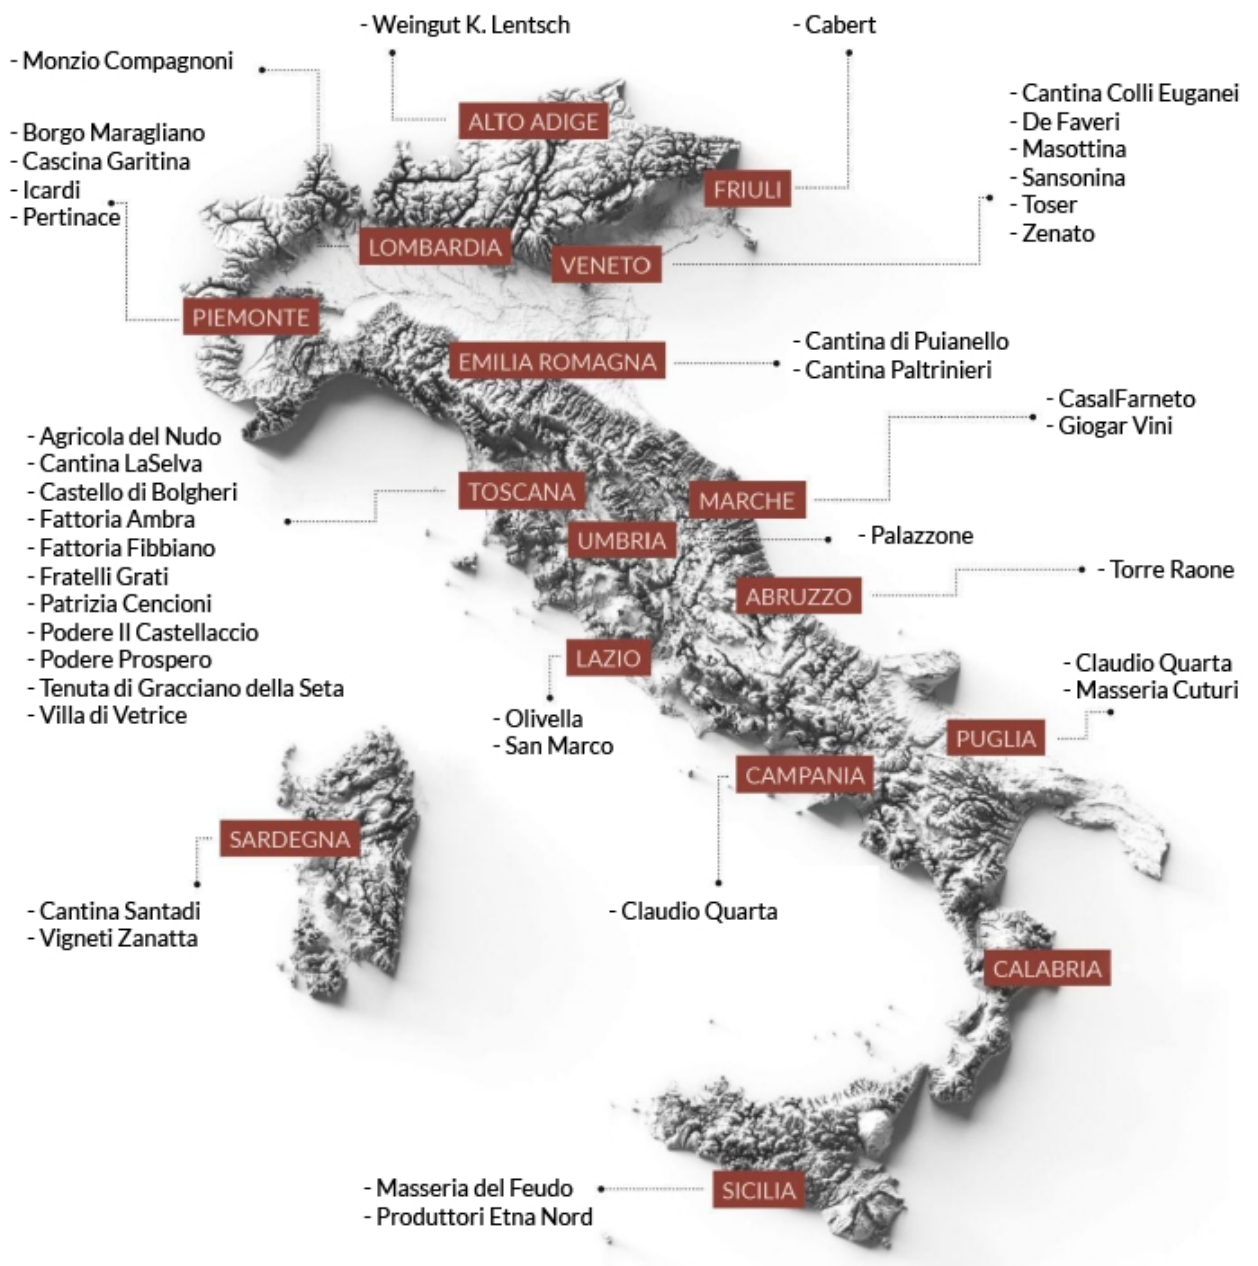 - Weingut K. Lentsch
- Cabert
- Monzio Compagnoni
- Cantina Colli Euganei
- De Faveri
- Masottina
- Sansonina
- Toser
- Zenato
- Borgo Maragliano
- Cascina Garitina
- Icardi
- Pertinace
ALTO ADIGE
FRIULI
LOMBARDIA
VENETO
PIEMONTE
EMILIA ROMAGNA
- Cantina di Puianello
- Cantina Paltrinieri
- CasalFarneto
- Giogar Vini
- Agricola del Nudo
- Cantina LaSelva
- Castello di Bolgheri
- Fattoria Ambra
- Fattoria Fibbiano
- Fratelli Grati
- Patrizia Cencioni
- Podere Il Castellaccio
- Podere Prospero
- Tenuta di Gracciano della Seta
- Villa di Vetrice
TOSCANA
MARCHE
UMBRIA
- Palazzone
ABRUZZO
- Torre Raone
LAZIO
- Olivella
- San Marco
- Claudio Quarta
- Masseria Cuturi
PUGLIA
CAMPANIA
- Claudio Quarta
SARDEGNA
- Cantina Santadi
- Vigneti Zanatta
CALABRIA
- Masseria del Feudo
- Produttori Etna Nord
SICILIA